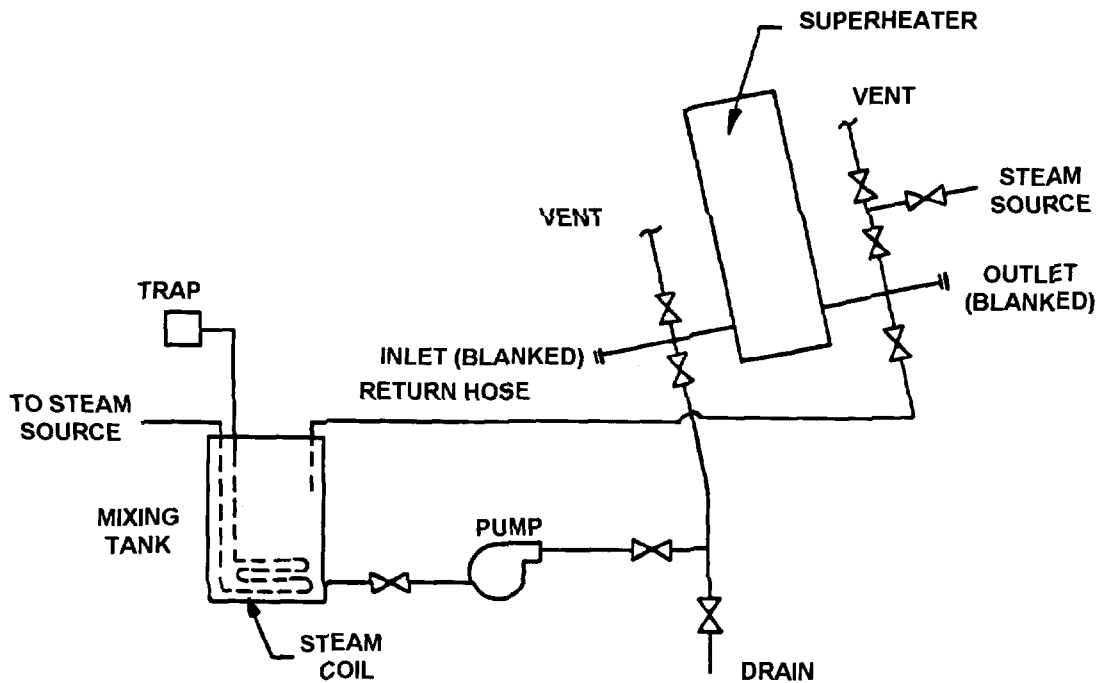 SUPERHEATER
VENT
STEAM
SOURCE
VENT
OUTLET
(BLANKED)
TRAP
INLET (BLANKED)
RETURN HOSE
TO STEAM
SOURCE
MIXING
TANK
PUMP
STEAM
COIL
DRAIN